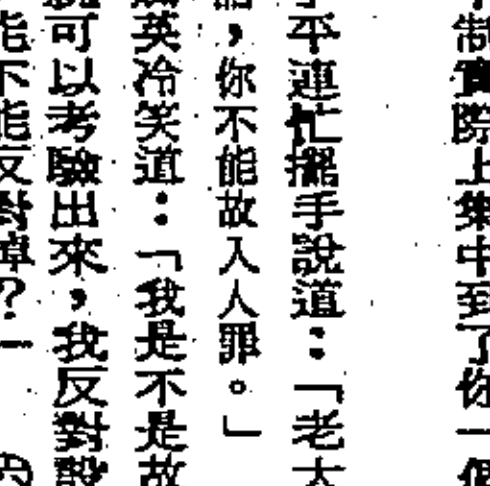 制實際上集中到了你一個
平連忙擺手說道：「老大
，你不能故入人罪。」
英冷笑道：「我是不是故
可以考驗出來，我反對設
能不能反對掉？